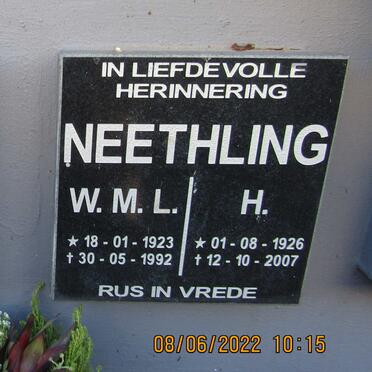 IN LIEFDEVOLLE
HERINNERING
NEETHLING
W. M. L. H.
★ 18 - 01 - 1923 ★ 01 - 08 - 1926
† 30 - 05 - 1992 † 12 - 10 - 2007
RUS IN VREDE
08/06/2022 10:15